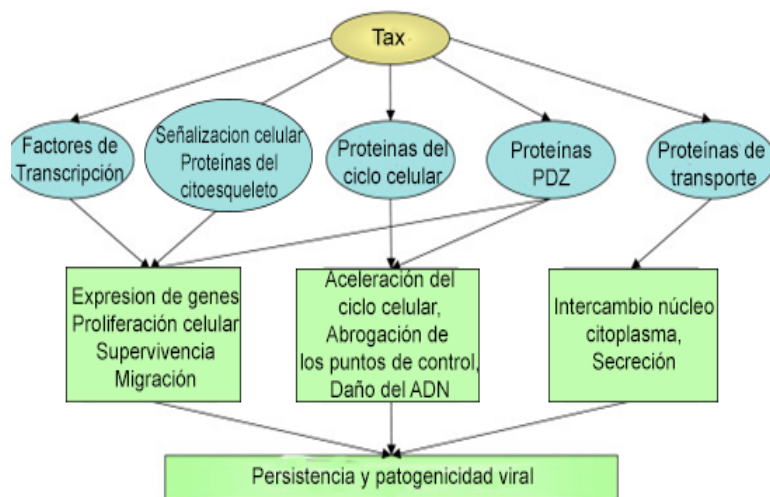 Tax
Factores de
Transcripción
Señalizacion celular
Proteínas del
citoesqueleto
Proteinas del
ciclo celular
Proteínas
PDZ
Proteínas de
transporte
Expresion de genes
Proliferación celular
Supervivencia
Migración
Aceleración del
ciclo celular,
Abrogación de
los puntos de control,
Daño del ADN
Intercambio núcleo
citoplasma,
Secreción
Persistencia y patogenicidad viral